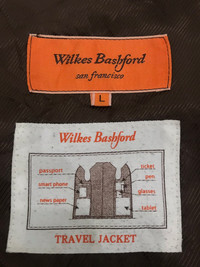 Wilkes Bashford
san francisco
L
Wilkes Bashford
passport
ticket
pen
smart phone
glasses
news paper
tablet
TRAVEL JACKET